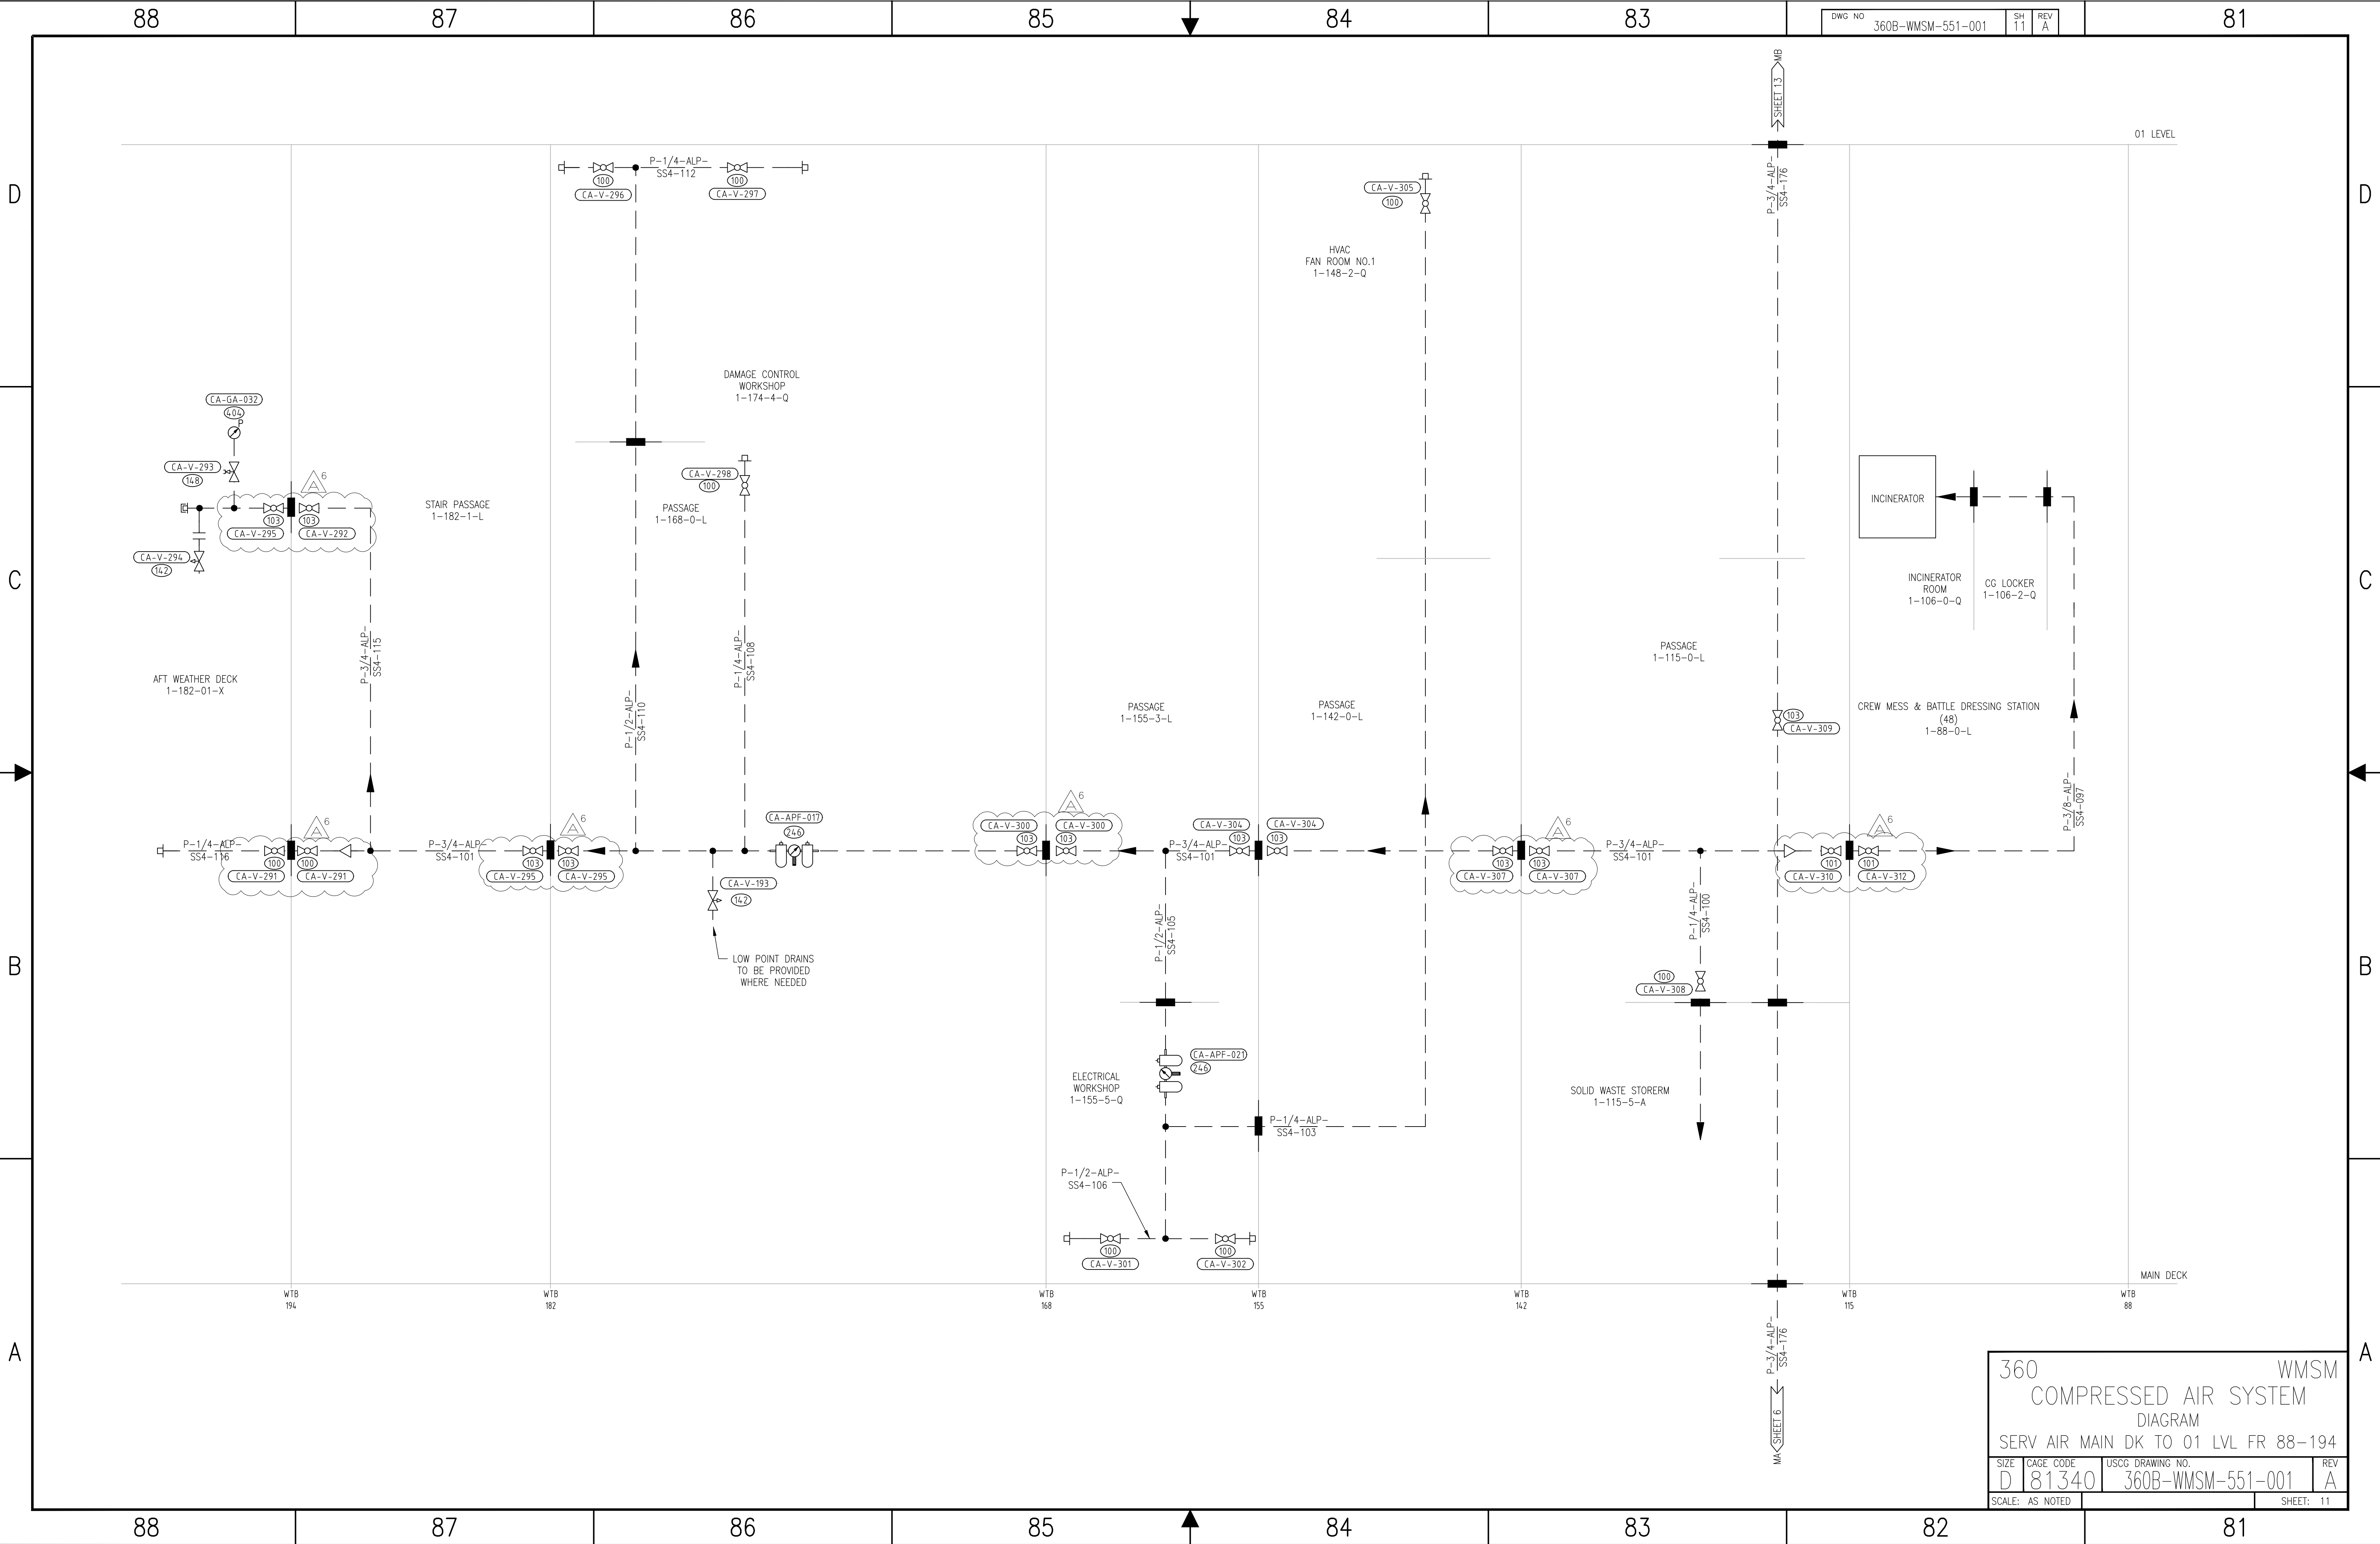 88
87
86
85
84
83
DWG NO
360B-WMSM-551-001
SH
11
REV
A
81
MB
SHEET 13
01 LEVEL
D
D
P-1/4-ALP-
SS4-112
100
100
CA-V-296
CA-V-297
CA-V-305
100
P-3/4-ALP-
SS4-176
HVAC
FAN ROOM NO.1
1-148-2-Q
DAMAGE CONTROL
WORKSHOP
1-174-4-Q
CA-GA-032
404
P
CA-V-293
148
A
6
103
103
CA-V-295
CA-V-292
CA-V-294
142
STAIR PASSAGE
1-182-1-L
CA-V-298
100
PASSAGE
1-168-0-L
INCINERATOR
C
C
INCINERATOR
ROOM
1-106-0-Q
CG LOCKER
1-106-2-Q
P-3/4-ALP-
SS4-115
P-1/4-ALP-
SS4-108
PASSAGE
1-115-0-L
AFT WEATHER DECK
1-182-01-X
P-1/2-ALP-
SS4-110
PASSAGE
1-155-3-L
PASSAGE
1-142-0-L
103
CA-V-309
CREW MESS & BATTLE DRESSING STATION
(48)
1-88-0-L
P-3/8-ALP-
SS4-097
P-1/4-ALP-
SS4-116
A
6
100
100
CA-V-291
CA-V-291
P-3/4-ALP-
SS4-101
A
6
103
103
CA-V-295
CA-V-295
CA-APF-017
246
CA-V-193
142
A
6
CA-V-300
CA-V-300
103
103
P-3/4-ALP-
SS4-101
CA-V-304
CA-V-304
103
103
A
6
103
103
CA-V-307
CA-V-307
P-3/4-ALP-
SS4-101
A
6
101
101
CA-V-310
CA-V-312
P-1/2-ALP-
SS4-105
P-1/4-ALP-
SS4-100
B
B
LOW POINT DRAINS
TO BE PROVIDED
WHERE NEEDED
100
CA-V-308
CA-APF-021
246
ELECTRICAL
WORKSHOP
1-155-5-Q
SOLID WASTE STORERM
1-115-5-A
P-1/4-ALP-
SS4-103
P-1/2-ALP-
SS4-106
100
100
CA-V-301
CA-V-302
MAIN DECK
WTB
194
WTB
182
WTB
168
WTB
155
WTB
142
WTB
115
WTB
88
P-3/4-ALP-
SS4-176
SHEET 6
MA
A
A
360
WMSM
COMPRESSED AIR SYSTEM
DIAGRAM
SERV AIR MAIN DK TO 01 LVL FR 88-194
SIZE
D
CAGE CODE
81340
USCG DRAWING NO.
360B-WMSM-551-001
REV
A
SCALE: AS NOTED
SHEET: 11
88
87
86
85
84
83
82
81